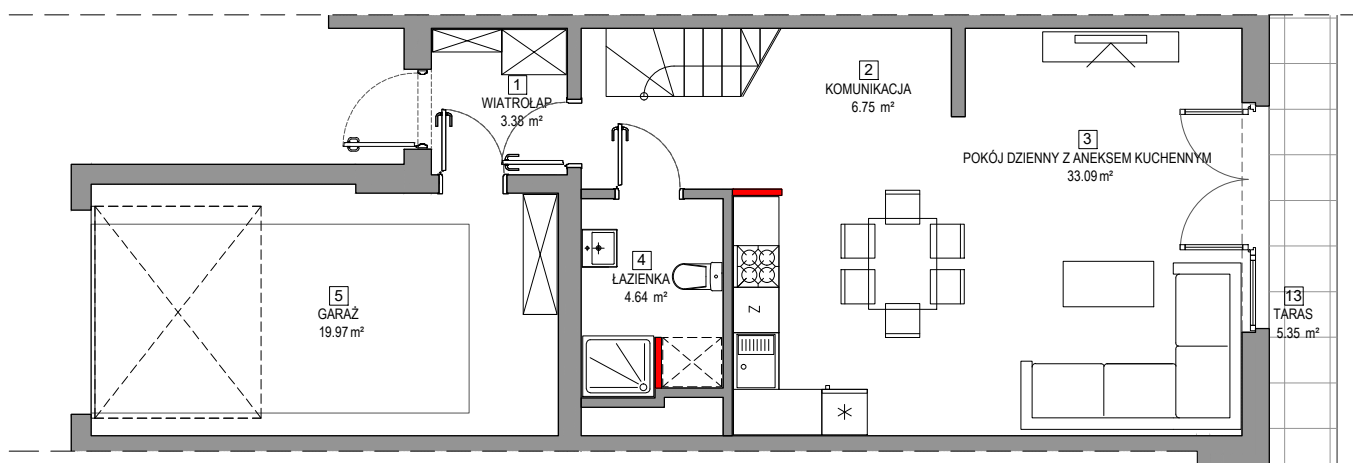 1
WIATROŁAP
3.38 m²
2
KOMUNIKACJA
6.75 m²
3
POKÓJ DZIENNY Z ANEKSEM KUCHENNYM
33.09 m²
4
ŁAZIENKA
4.64 m²
Z
5
GARAŻ
19.97 m²
13
TARAS
5.35 m²